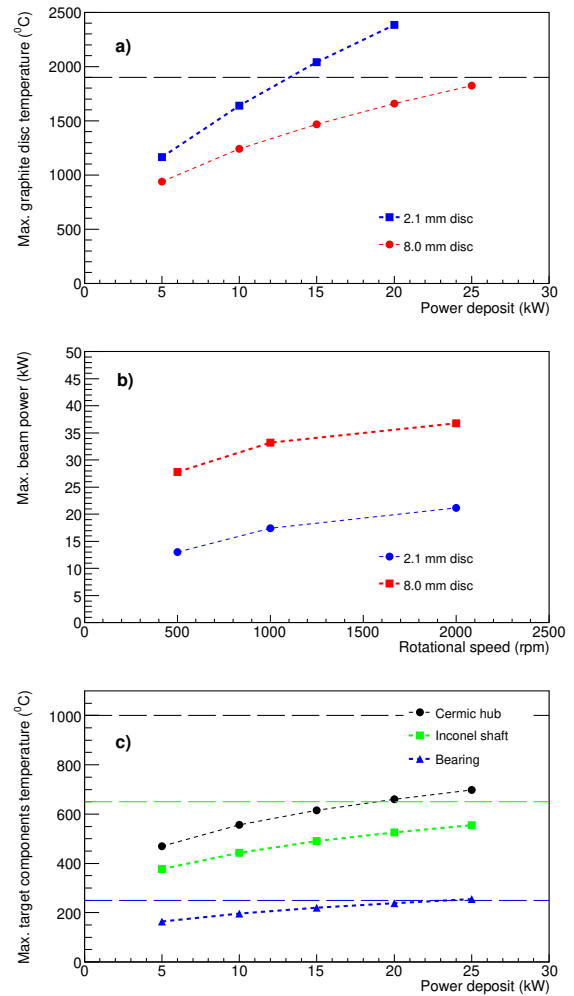 Max. graphite disc temperature (⁰C)
2500
2000
1500
1000
500
0
a)
2.1 mm disc
8.0 mm disc
0 5 10 15 20 25 30
Power deposit (kW)
Max. beam power (kW)
50
45
40
35
30
25
20
15
10
5
0
b)
2.1 mm disc
8.0 mm disc
0 500 1000 1500 2000 2500
Rotational speed (rpm)
Max. target components temperature (⁰C)
1000
800
600
400
200
0
c)
Cermic hub
Inconel shaft
Bearing
0 5 10 15 20 25 30
Power deposit (kW)